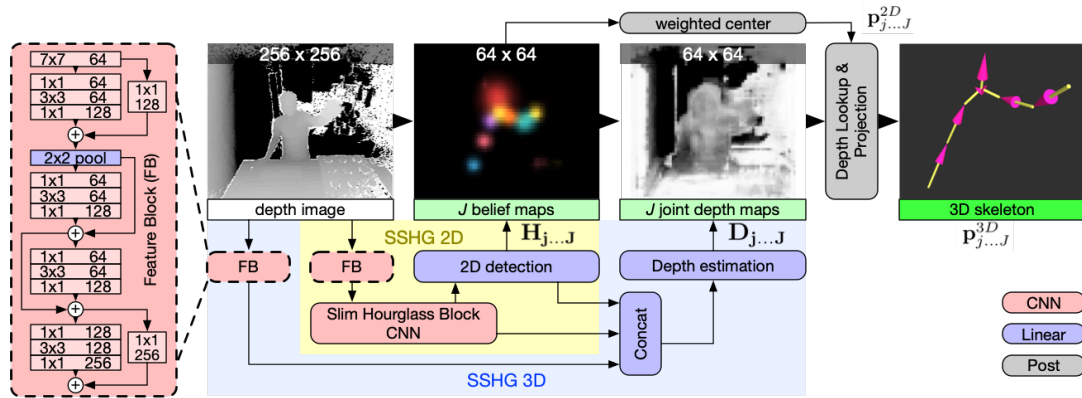 7x7 64
1x1 64
3x3 64
1x1 128
1x1
128
2x2 pool
1x1 64
3x3 64
1x1 128
1x1 64
3x3 64
1x1 128
1x1 128
3x3 128
1x1 256
1x1
256
Feature Block (FB)
256 x 256
depth image
64 x 64
J belief maps
64 x 64
J joint depth maps
weighted center
p^{2D}_{j...J}
Depth Lookup &
Projection
3D skeleton
p^{3D}_{j...J}
SSHG 2D
H_{j...J}
D_{j...J}
FB
FB
2D detection
Depth estimation
Slim Hourglass Block
CNN
Concat
SSHG 3D
CNN
Linear
Post